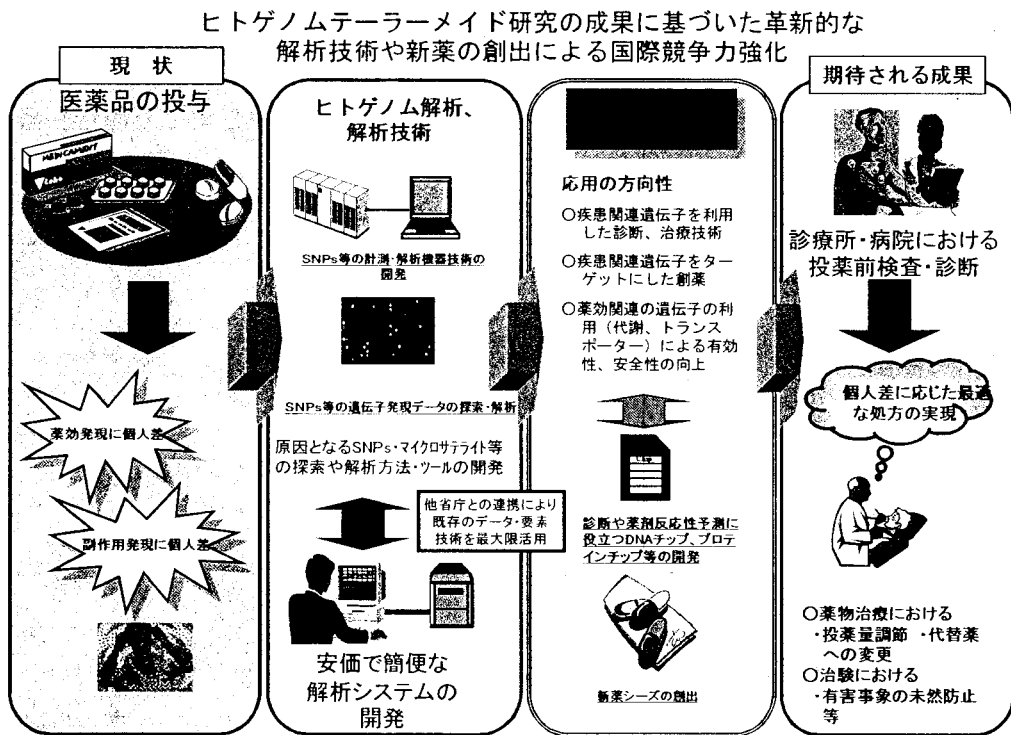 ヒトゲノムテーラーメイド研究の成果に基づいた革新的な
解析技術や新薬の創出による国際競争力強化
現 状
医薬品の投与
MEDICAMENT
Labo
薬効発現に個人差
副作用発現に個人差
ヒトゲノム解析、
解析技術
SNPs等の計測・解析機器技術の
開発
SNPs等の遺伝子発現データの探索・解析
原因となるSNPs・マイクロサテライト等
の探索や解析方法・ツールの開発
他省庁との連携により
既存のデータ・要素
技術を最大限活用
安価で簡便な
解析システムの
開発
応用の方向性
○疾患関連遺伝子を利用
した診断、治療技術
○疾患関連遺伝子をター
ゲットにした創薬
○薬効関連の遺伝子の利
用（代謝、トランス
ポーター）による有効
性、安全性の向上
診断や薬剤反応性予測に
役立つDNAチップ、プロテ
インチップ等の開発
新薬シーズの創出
期待される成果
診療所・病院における
投薬前検査・診断
個人差に応じた最適
な処方の実現
○薬物治療における
・投薬量調節 ・代替薬
への変更
○治験における
・有害事象の未然防止
等